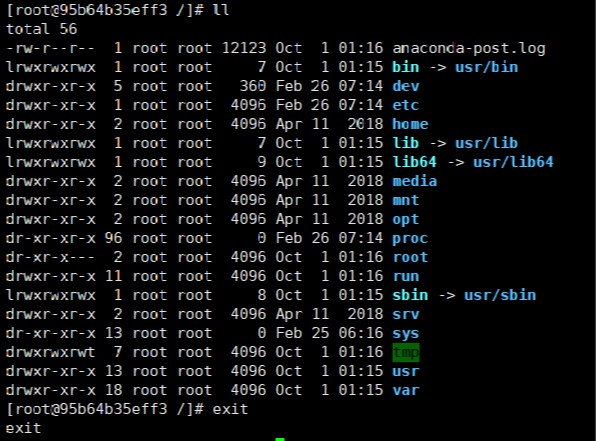 [root@95b64b35eff3 /]# ll
total 56
-rw-r--r--  1 root root 12123 Oct  1 01:16 anaconda-post.log
lrwxrwxrwx  1 root root     7 Oct  1 01:15 bin -> usr/bin
drwxr-xr-x  5 root root   360 Feb 26 07:14 dev
drwxr-xr-x  1 root root  4096 Feb 26 07:14 etc
drwxr-xr-x  2 root root  4096 Apr 11  2018 home
lrwxrwxrwx  1 root root     7 Oct  1 01:15 lib -> usr/lib
lrwxrwxrwx  1 root root     9 Oct  1 01:15 lib64 -> usr/lib64
drwxr-xr-x  2 root root  4096 Apr 11  2018 media
drwxr-xr-x  2 root root  4096 Apr 11  2018 mnt
drwxr-xr-x  2 root root  4096 Apr 11  2018 opt
dr-xr-xr-x 96 root root     0 Feb 26 07:14 proc
dr-xr-x---  2 root root  4096 Oct  1 01:16 root
drwxr-xr-x 11 root root  4096 Oct  1 01:16 run
lrwxrwxrwx  1 root root     8 Oct  1 01:15 sbin -> usr/sbin
drwxr-xr-x  2 root root  4096 Apr 11  2018 srv
dr-xr-xr-x 13 root root     0 Feb 25 06:16 sys
drwxrwxrwt  7 root root  4096 Oct  1 01:16 tmp
drwxr-xr-x 13 root root  4096 Oct  1 01:15 usr
drwxr-xr-x 18 root root  4096 Oct  1 01:15 var
[root@95b64b35eff3 /]# exit
exit